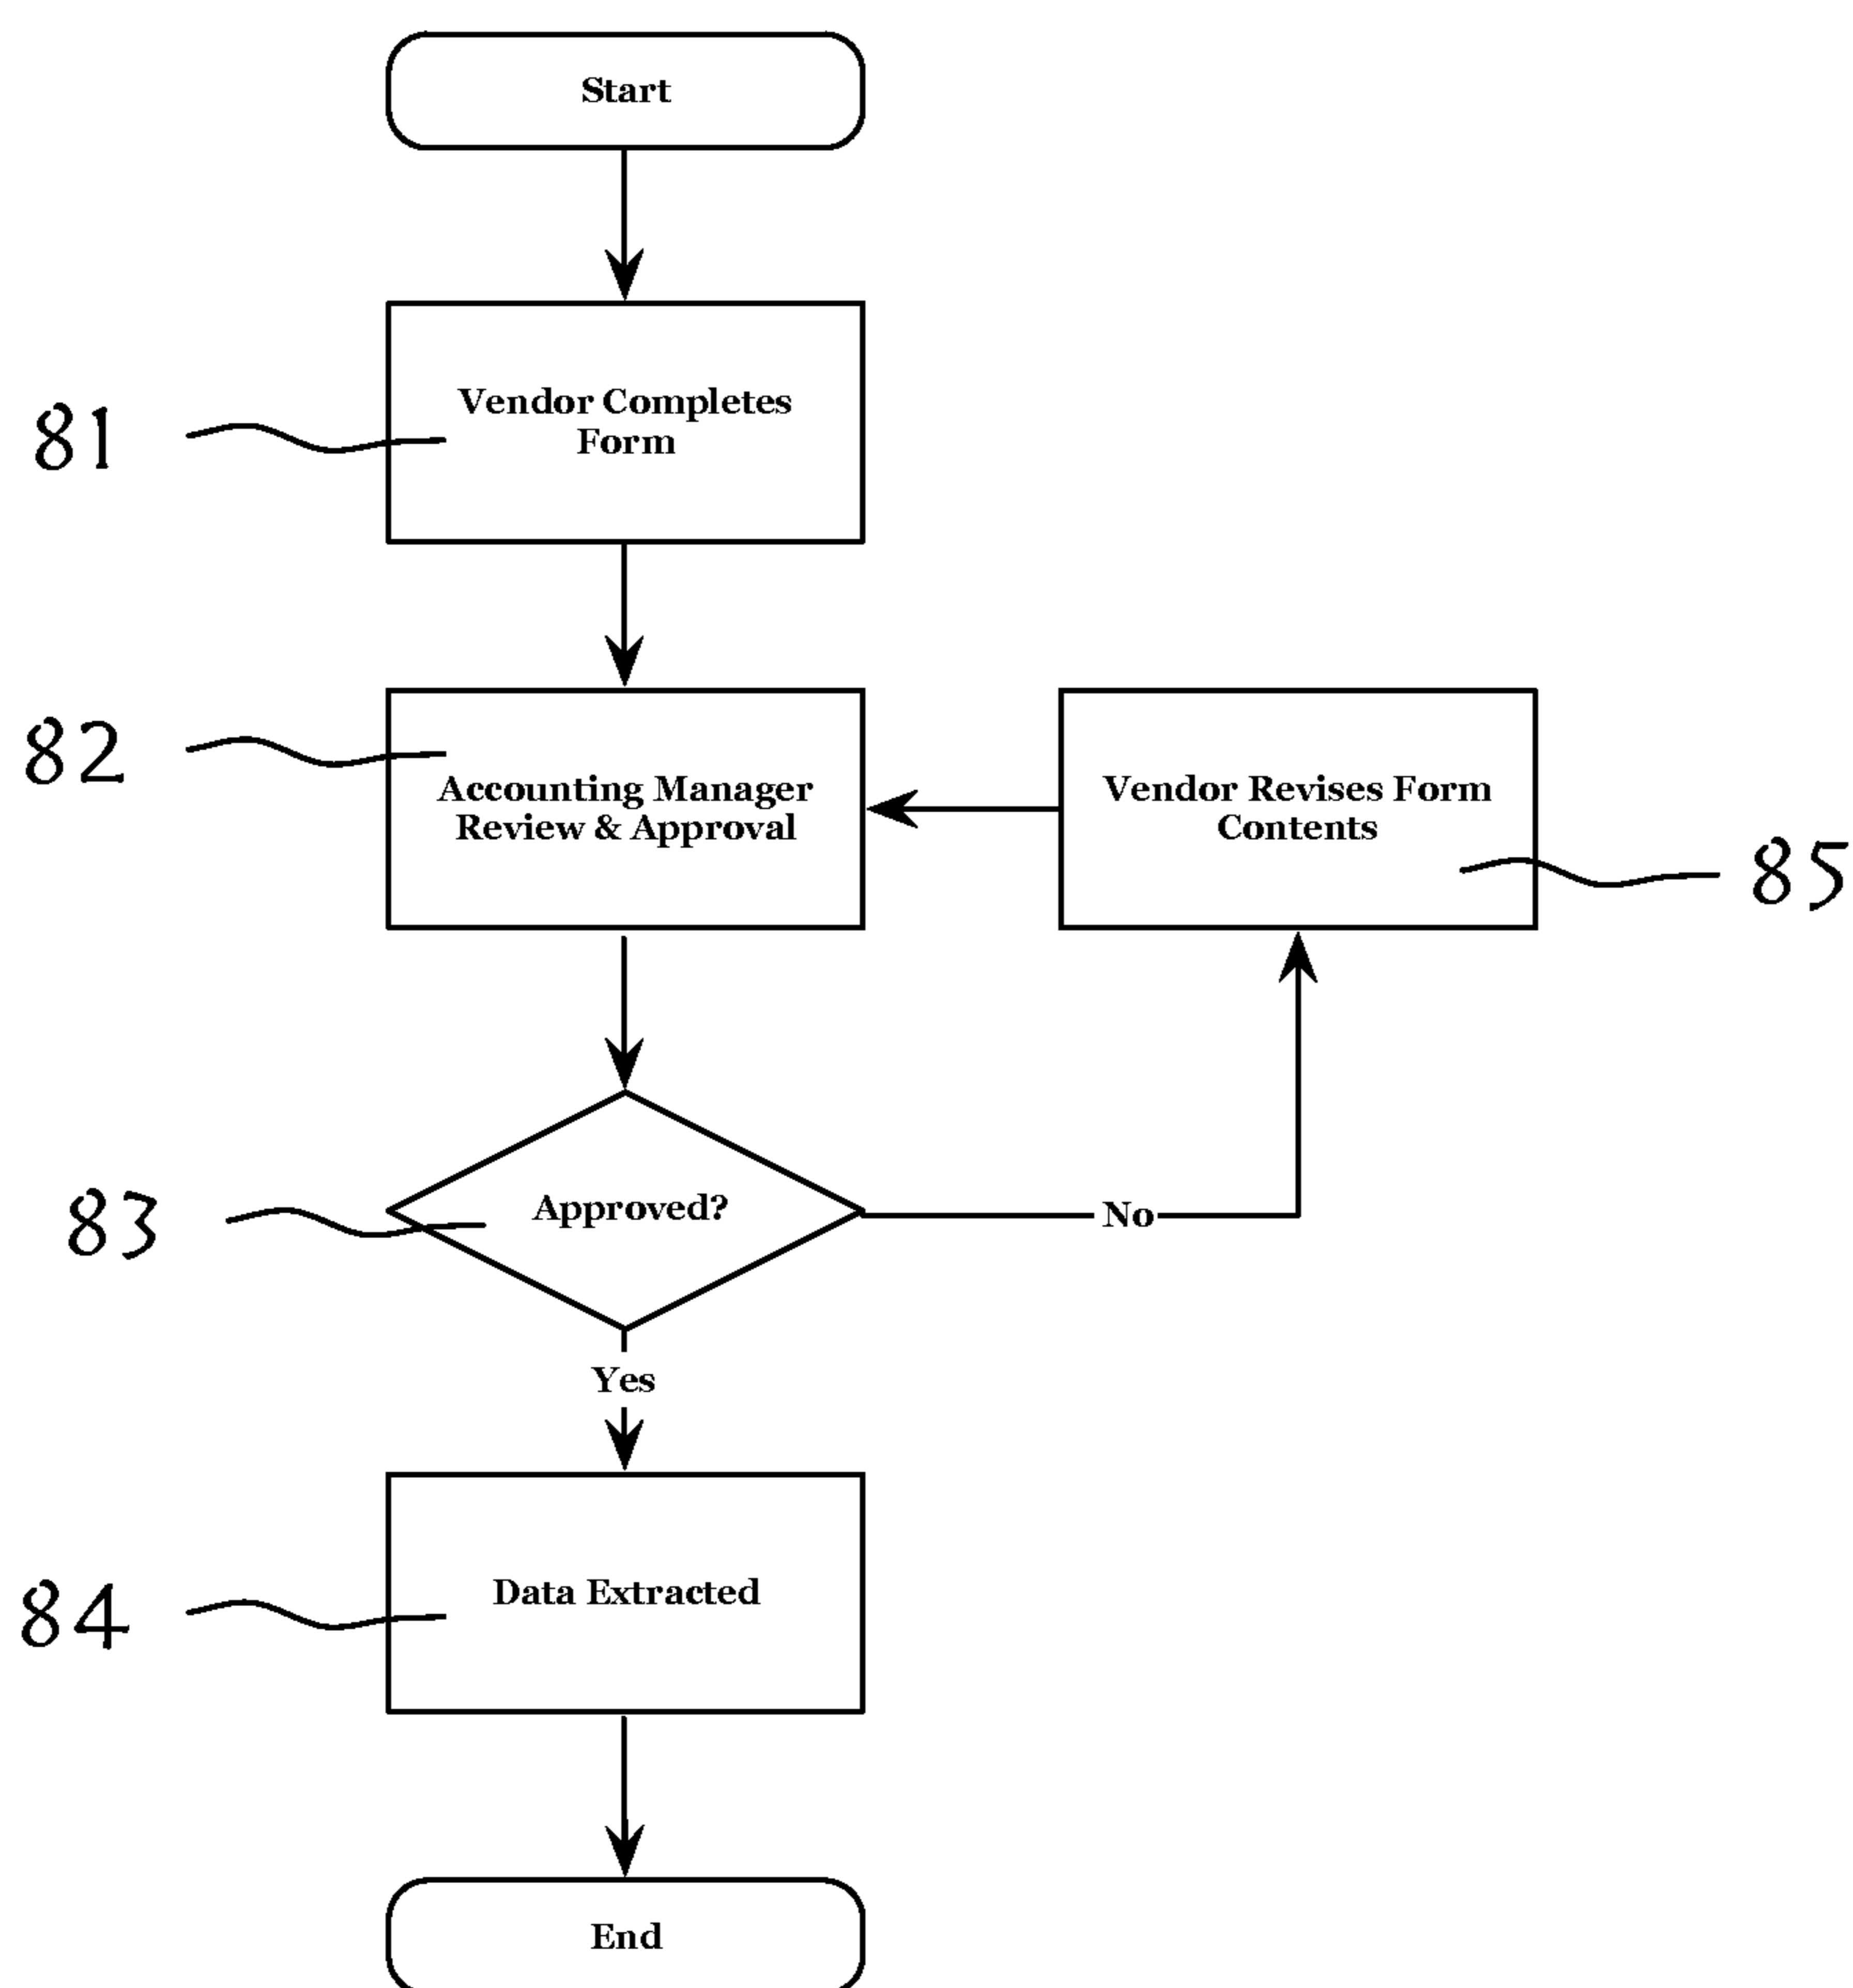 Start
81
Vendor Completes
Form
82
Accounting Manager
Review & Approval
Vendor Revises Form
Contents
85
83
Approved?
No
Yes
84
Data Extracted
End